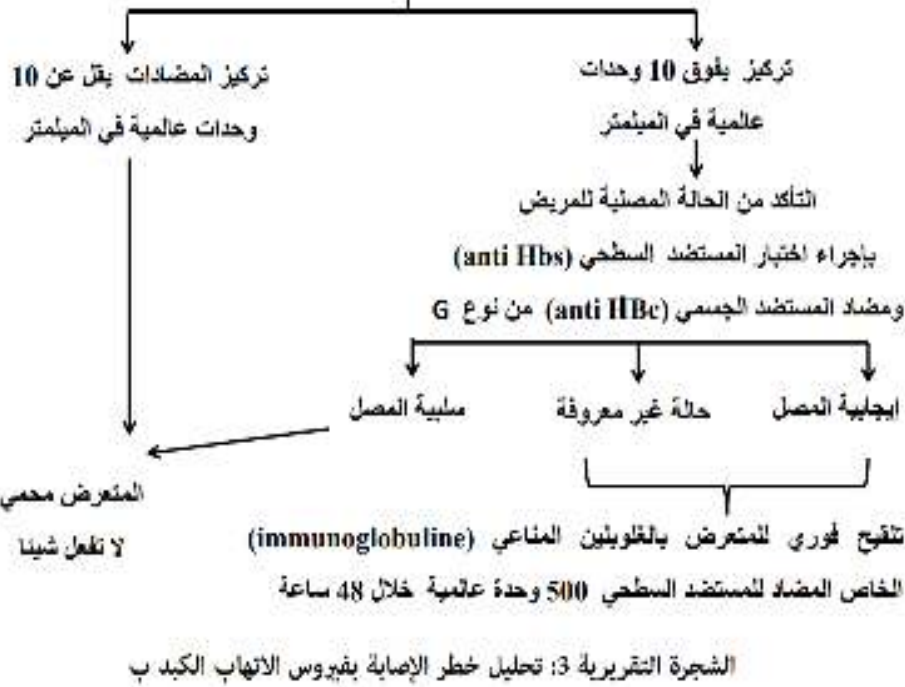 تركيز يفوق 10 وحدات
عالمية في الميلمتر
تركيز المضادات يقل عن 10
وحدات عالمية في الميلمتر
التأكد من الحالة المصلية للمريض
بإجراء اختبار المستضد السطحي (anti Hbs)
ومضاد المستضد الجسمي (anti HBc) من نوع G
ايجابية المصل
حالة غير معروفة
سلبية المصل
المتعرض محمي
لا تفعل شيئا
تلقيح فوري للمتعرض بالغلوبلين المناعي (immunoglobuline)
الخاص المضاد للمستضد السطحي 500 وحدة عالمية خلال 48 ساعة
الشجرة التقريرية 3: تحليل خطر الإصابة بفيروس الاتهاب الكبد ب